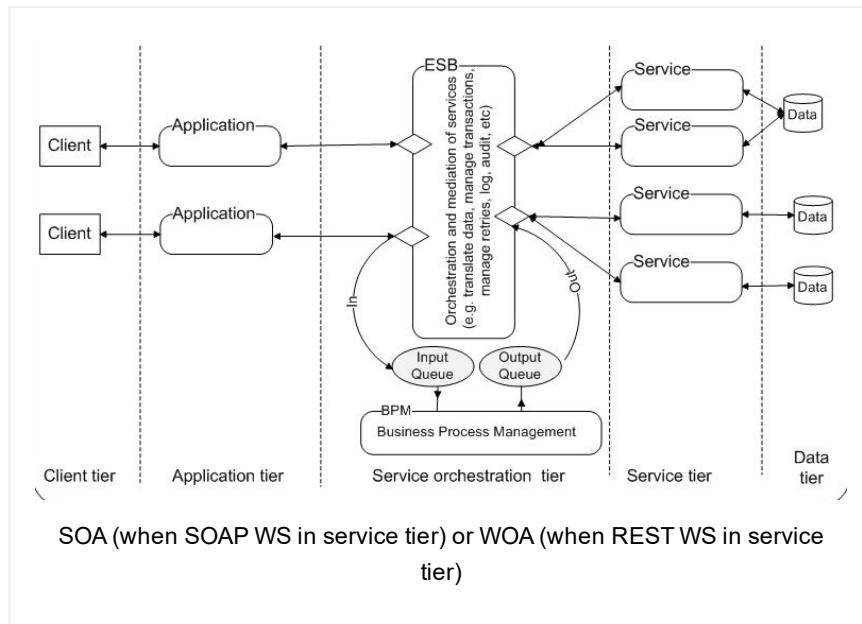 ESB
Service
Application
Client
Data
Service
Orchestration and mediation of services
(e.g. translate data, manage transactions,
manage retries, log, audit, etc)
Application
Client
Service
Data
Service
Data
In
Out
Input
Queue
Output
Queue
BPM
Business Process Management
Client tier
Application tier
Service orchestration tier
Service tier
Data
tier
SOA (when SOAP WS in service tier) or WOA (when REST WS in service
tier)